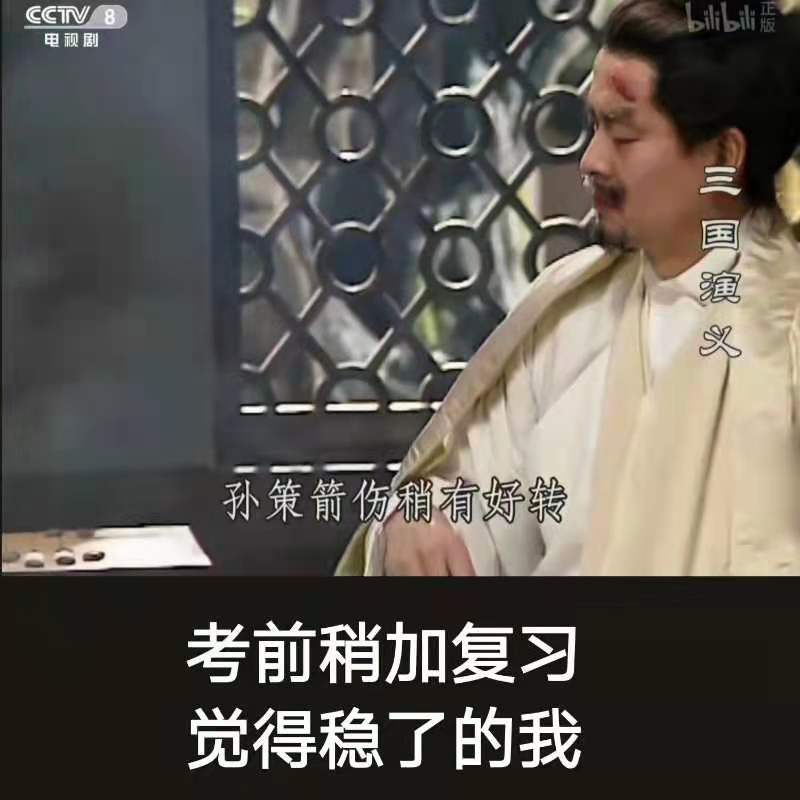 CCTV 8
电视剧
bilibili 正版
三国演义
孙策箭伤稍有好转
考前稍加复习
觉得稳了的我